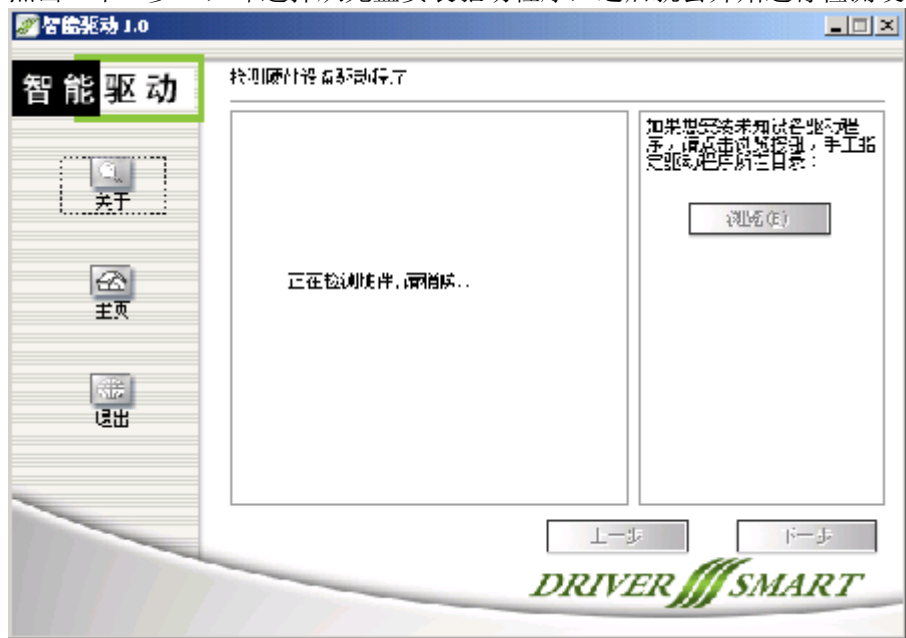 智能驱动 1.0
智能驱动
检测硬件设备驱动程序
如果想安装未知设备驱动程
序，请点击浏览按钮，手工指
定驱动程序所在目录：
浏览(B)
关于
正在检测硬件,请稍候..
主页
退出
上一步
下一步
DRIVER SMART